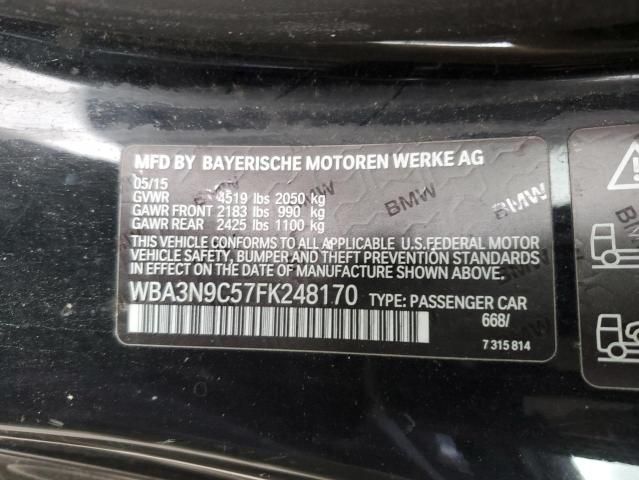 MFD BY BAYERISCHE MOTOREN WERKE AG
05/15
GVWR 4519 lbs 2050 kg
GAWR FRONT 2183 lbs 990 kg
GAWR REAR 2425 lbs 1100 kg
THIS VEHICLE CONFORMS TO ALL APPLICABLE U.S.FEDERAL MOTOR
VEHICLE SAFETY, BUMPER, AND THEFT PREVENTION STANDARDS
IN EFFECT ON THE DATE OF MANUFACTURE SHOWN ABOVE.
WBA3N9C57FK248170 TYPE: PASSENGER CAR
668/
7 315 814
BMW
BMW
BMW
BMW